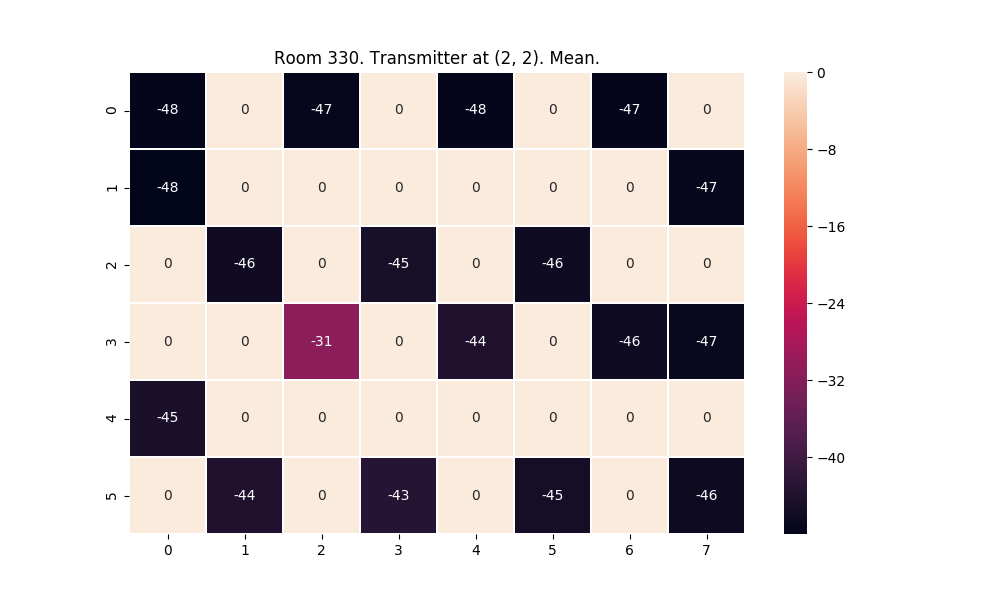 Room 330. Transmitter at (2, 2). Mean.
0 -48 0 -47 0 -48 0 -47 0
1 -48 0 0 0 0 0 0 -47
2 0 -46 0 -45 0 -46 0 0
3 0 0 -31 0 -44 0 -46 -47
4 -45 0 0 0 0 0 0 0
5 0 -44 0 -43 0 -45 0 -46
0 1 2 3 4 5 6 7
0
−8
−16
−24
−32
−40